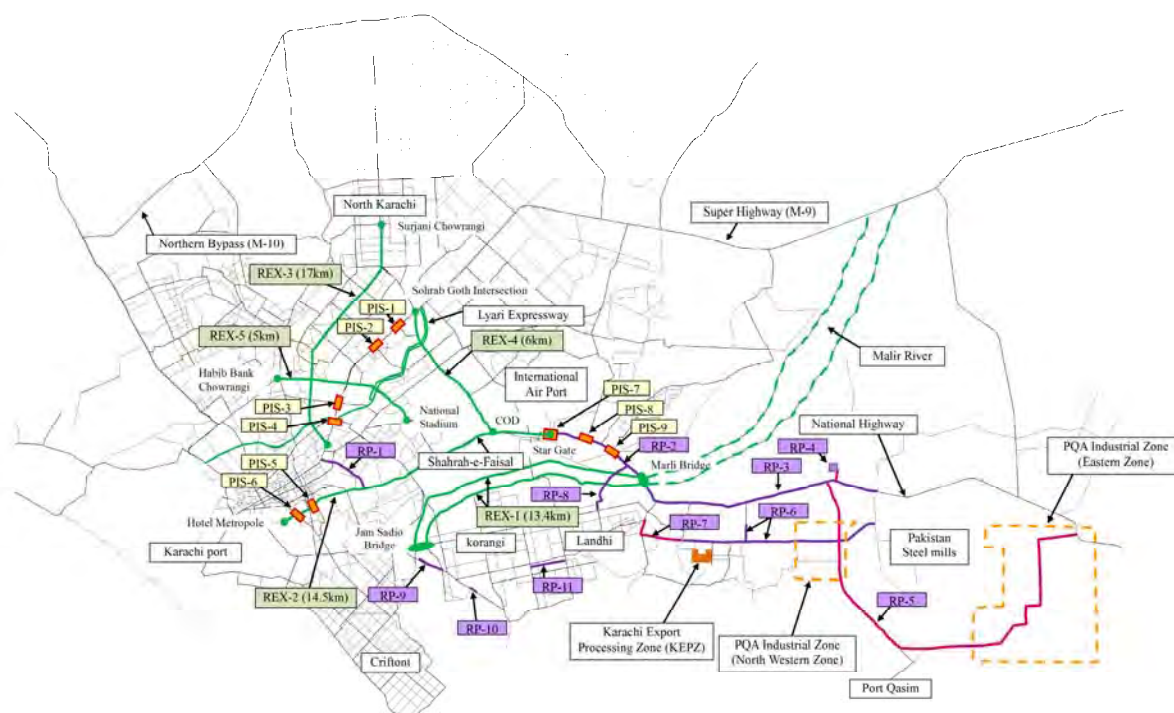 North Karachi
Surjani Chowrangi
Super Highway (M-9)
Northern Bypass (M-10)
REX-3 (17km)
Sohrab Goth Intersection
PIS-1
Lyari Expressway
PIS-2
REX-5 (5km)
REX-4 (6km)
Malir River
Habib Bank
Chowrangi
International
Air Port
PIS-7
PIS-3
PIS-8
PIS-4
National
Stadium
COD
PIS-9
National Highway
RP-1
Star Gate
RP-2
RP-4
PQA Industrial Zone
(Eastern Zone)
PIS-5
Shahrah-e-Faisal
Marli Bridge
RP-3
PIS-6
RP-8
Hotel Metropole
REX-1 (13.4km)
RP-7
RP-6
Jam Sadio
Bridge
korangi
Landhi
Pakistan
Steel mills
Karachi port
RP-11
REX-2 (14.5km)
RP-9
RP-5
RP-10
Karachi Export
Processing Zone (KEPZ)
PQA Industrial Zone
(North Western Zone)
Criftont
Port Qasim